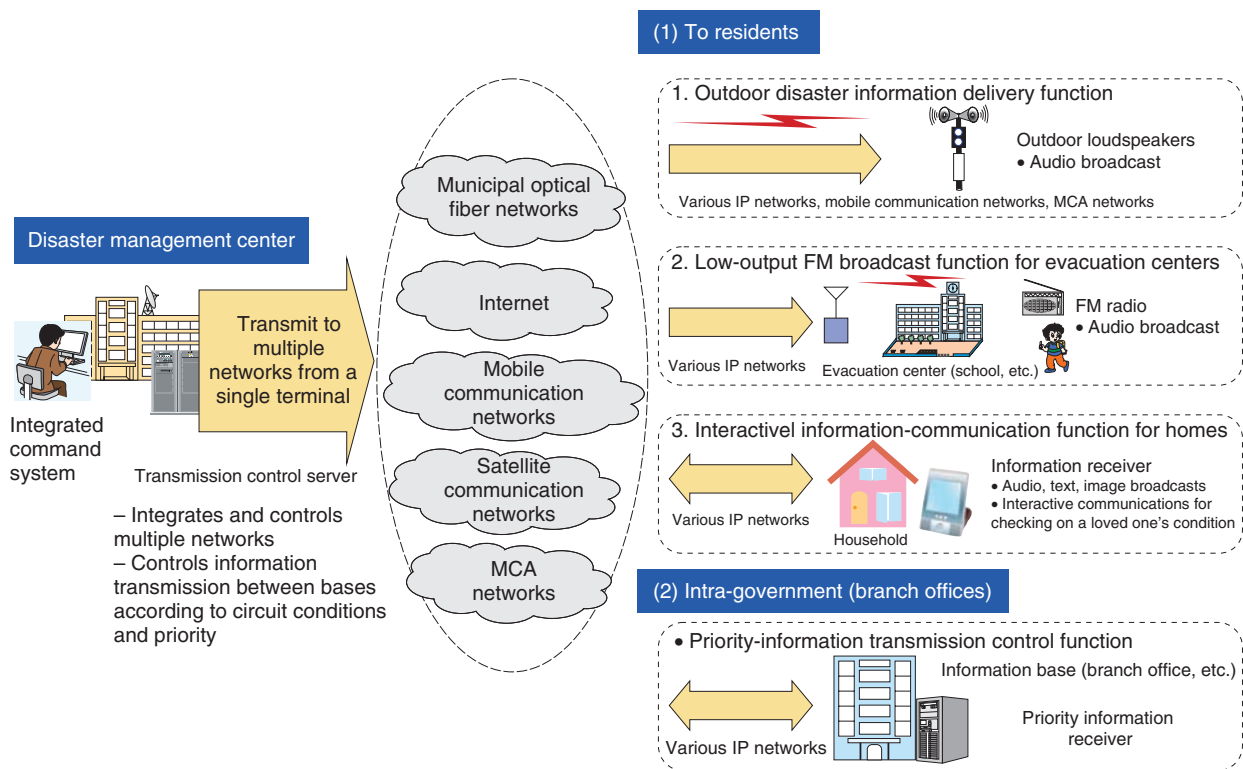 Disaster management center
Integrated
command
system
Transmit to
multiple
networks from a
single terminal
Transmission control server
– Integrates and controls
multiple networks
– Controls information
transmission between bases
according to circuit conditions
and priority
Municipal optical
fiber networks
Internet
Mobile
communication
networks
Satellite
communication
networks
MCA
networks
(1) To residents
1. Outdoor disaster information delivery function
Outdoor loudspeakers
• Audio broadcast
Various IP networks, mobile communication networks, MCA networks
2. Low-output FM broadcast function for evacuation centers
FM radio
• Audio broadcast
Various IP networks
Evacuation center (school, etc.)
3. Interactivel information-communication function for homes
Information receiver
• Audio, text, image broadcasts
• Interactive communications for
checking on a loved one's condition
Various IP networks
Household
(2) Intra-government (branch offices)
• Priority-information transmission control function
Information base (branch office, etc.)
Priority information
receiver
Various IP networks